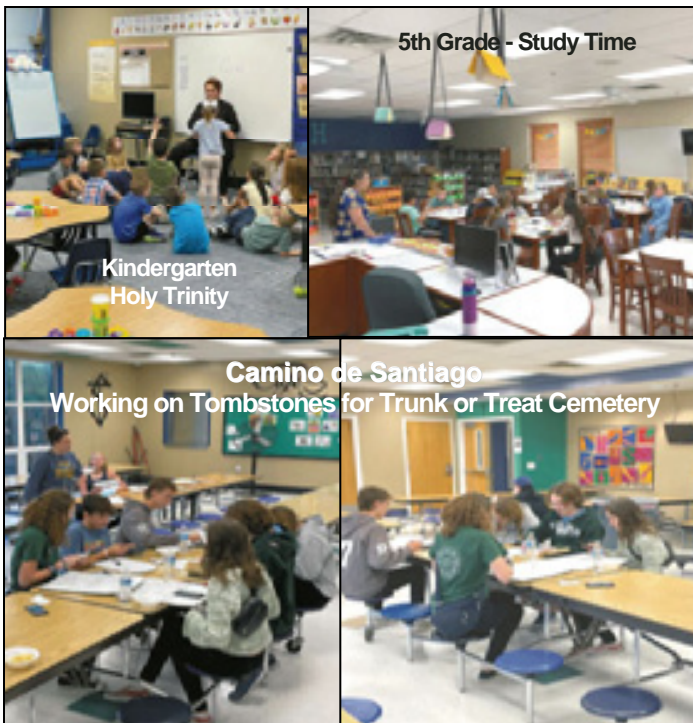 5th Grade - Study Time
Kindergarten
Holy Trinity
Camino de Santiago
Working on Tombstones for Trunk or Treat Cemetery